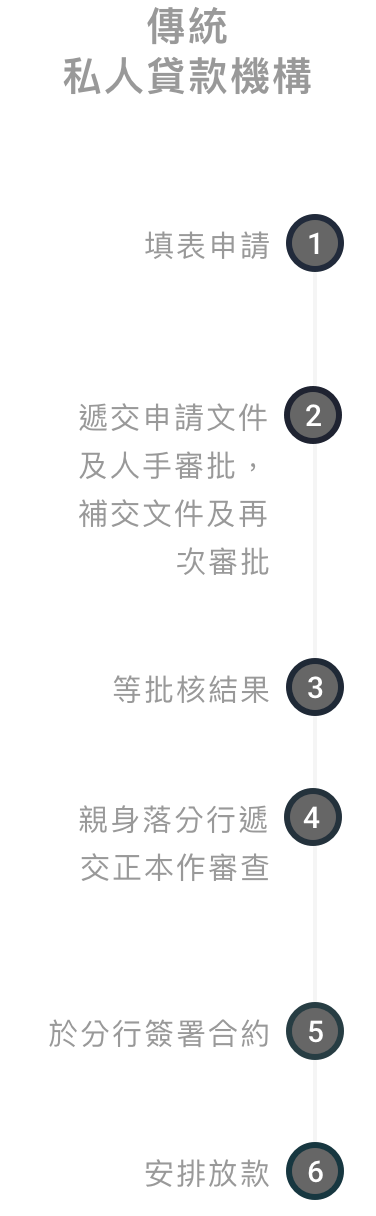 傳統
私人貸款機構
填表申請
1
遞交申請文件
2
及人手審批，
補交文件及再
次審批
等批核結果
3
親身落分行遞
4
交正本作審查
於分行簽署合約
5
安排放款
6